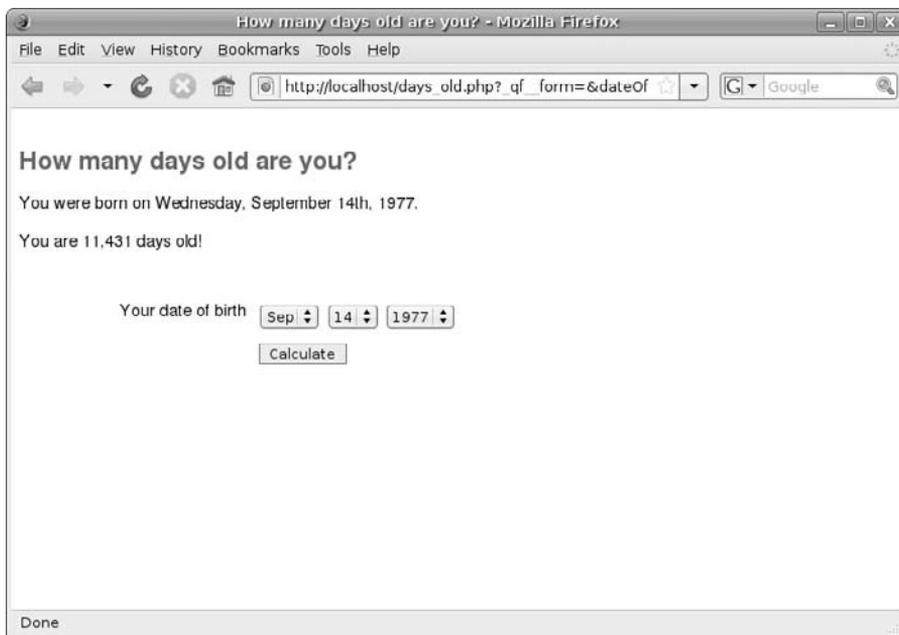 How many days old are you? - Mozilla Firefox
File Edit View History Bookmarks Tools Help
http://localhost/days_old.php?_qf__form=&dateOf
G Google
How many days old are you?
You were born on Wednesday, September 14th, 1977.
You are 11,431 days old!
Your date of birth Sep 14 1977
Calculate
Done